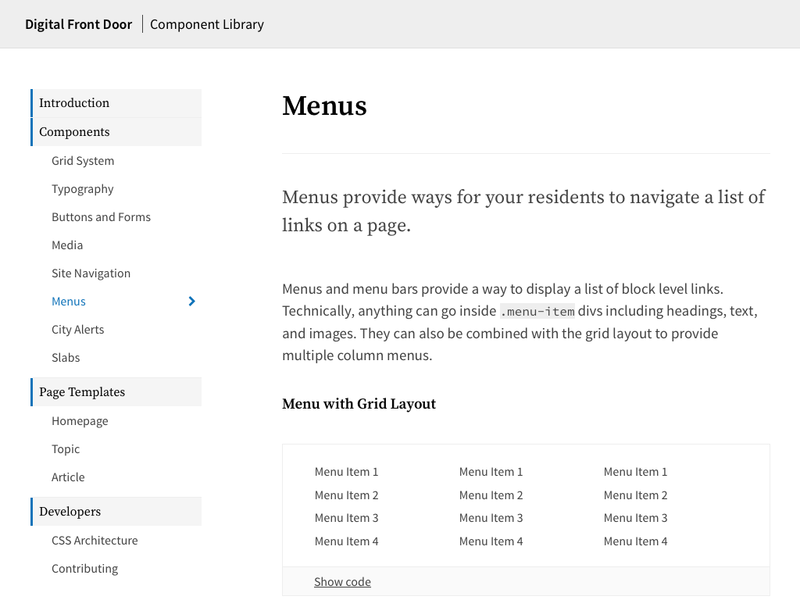 Digital Front Door Component Library
Introduction
Components
Grid System
Typography
Buttons and Forms
Media
Site Navigation
Menus
City Alerts
Slabs
Page Templates
Homepage
Topic
Article
Developers
CSS Architecture
Contributing
Menus
Menus provide ways for your residents to navigate a list of
links on a page.
Menus and menu bars provide a way to display a list of block level links.
Technically, anything can go inside .menu-item divs including headings, text,
and images. They can also be combined with the grid layout to provide
multiple column menus.
Menu with Grid Layout
Menu Item 1 Menu Item 1 Menu Item 1
Menu Item 2 Menu Item 2 Menu Item 2
Menu Item 3 Menu Item 3 Menu Item 3
Menu Item 4 Menu Item 4 Menu Item 4
Show code